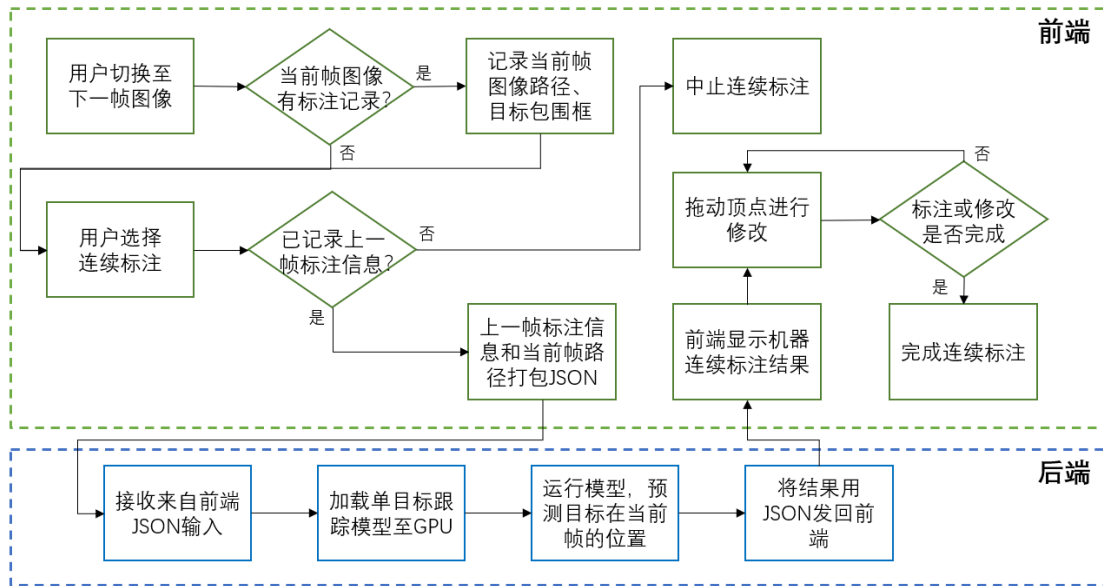 前端
用户切换至
下一帧图像
当前帧图像
有标注记录?
是
记录当前帧
图像路径、
目标包围框
中止连续标注
否
用户选择
连续标注
已记录上一
帧标注信息?
否
是
上一帧标注信
息和当前帧路
径打包JSON
拖动顶点进行
修改
否
标注或修改
是否完成
是
前端显示机器
连续标注结果
完成连续标注
后端
接收来自前端
JSON输入
加载单目标跟
踪模型至GPU
运行模型，预
测目标在当前
帧的位置
将结果用
JSON发回前
端